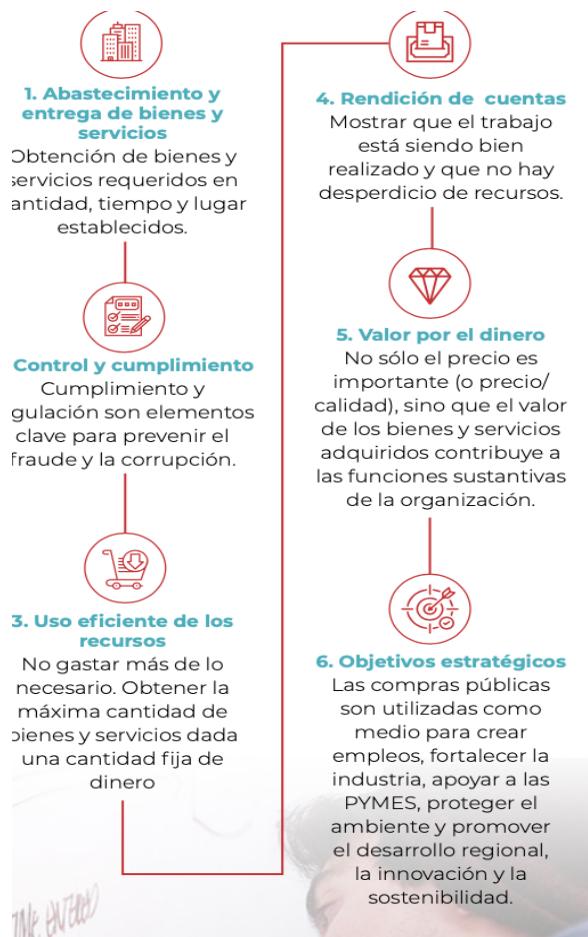 1. Abastecimiento y
entrega de bienes y
servicios
Obtención de bienes y
servicios requeridos en
antidad, tiempo y lugar
establecidos.
Control y cumplimiento
Cumplimiento y
gulación son elementos
clave para prevenir el
fraude y la corrupción.
3. Uso eficiente de los
recursos
No gastar más de lo
necesario. Obtener la
máxima cantidad de
bienes y servicios dada
una cantidad fija de
dinero
4. Rendición de cuentas
Mostrar que el trabajo
está siendo bien
realizado y que no hay
desperdicio de recursos.
5. Valor por el dinero
No sólo el precio es
importante (o precio/
calidad), sino que el valor
de los bienes y servicios
adquiridos contribuye a
las funciones sustantivas
de la organización.
6. Objetivos estratégicos
Las compras públicas
son utilizadas como
medio para crear
empleos, fortalecer la
industria, apoyar a las
PYMES, proteger el
ambiente y promover
el desarrollo regional,
la innovación y la
sostenibilidad.